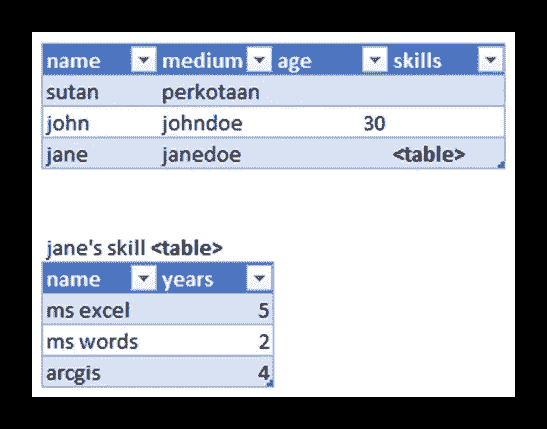 name medium age skills
sutan perkotaan
john johndoe 30
jane janedoe <table>
jane's skill <table>
name years
ms excel 5
ms words 2
arcgis 4